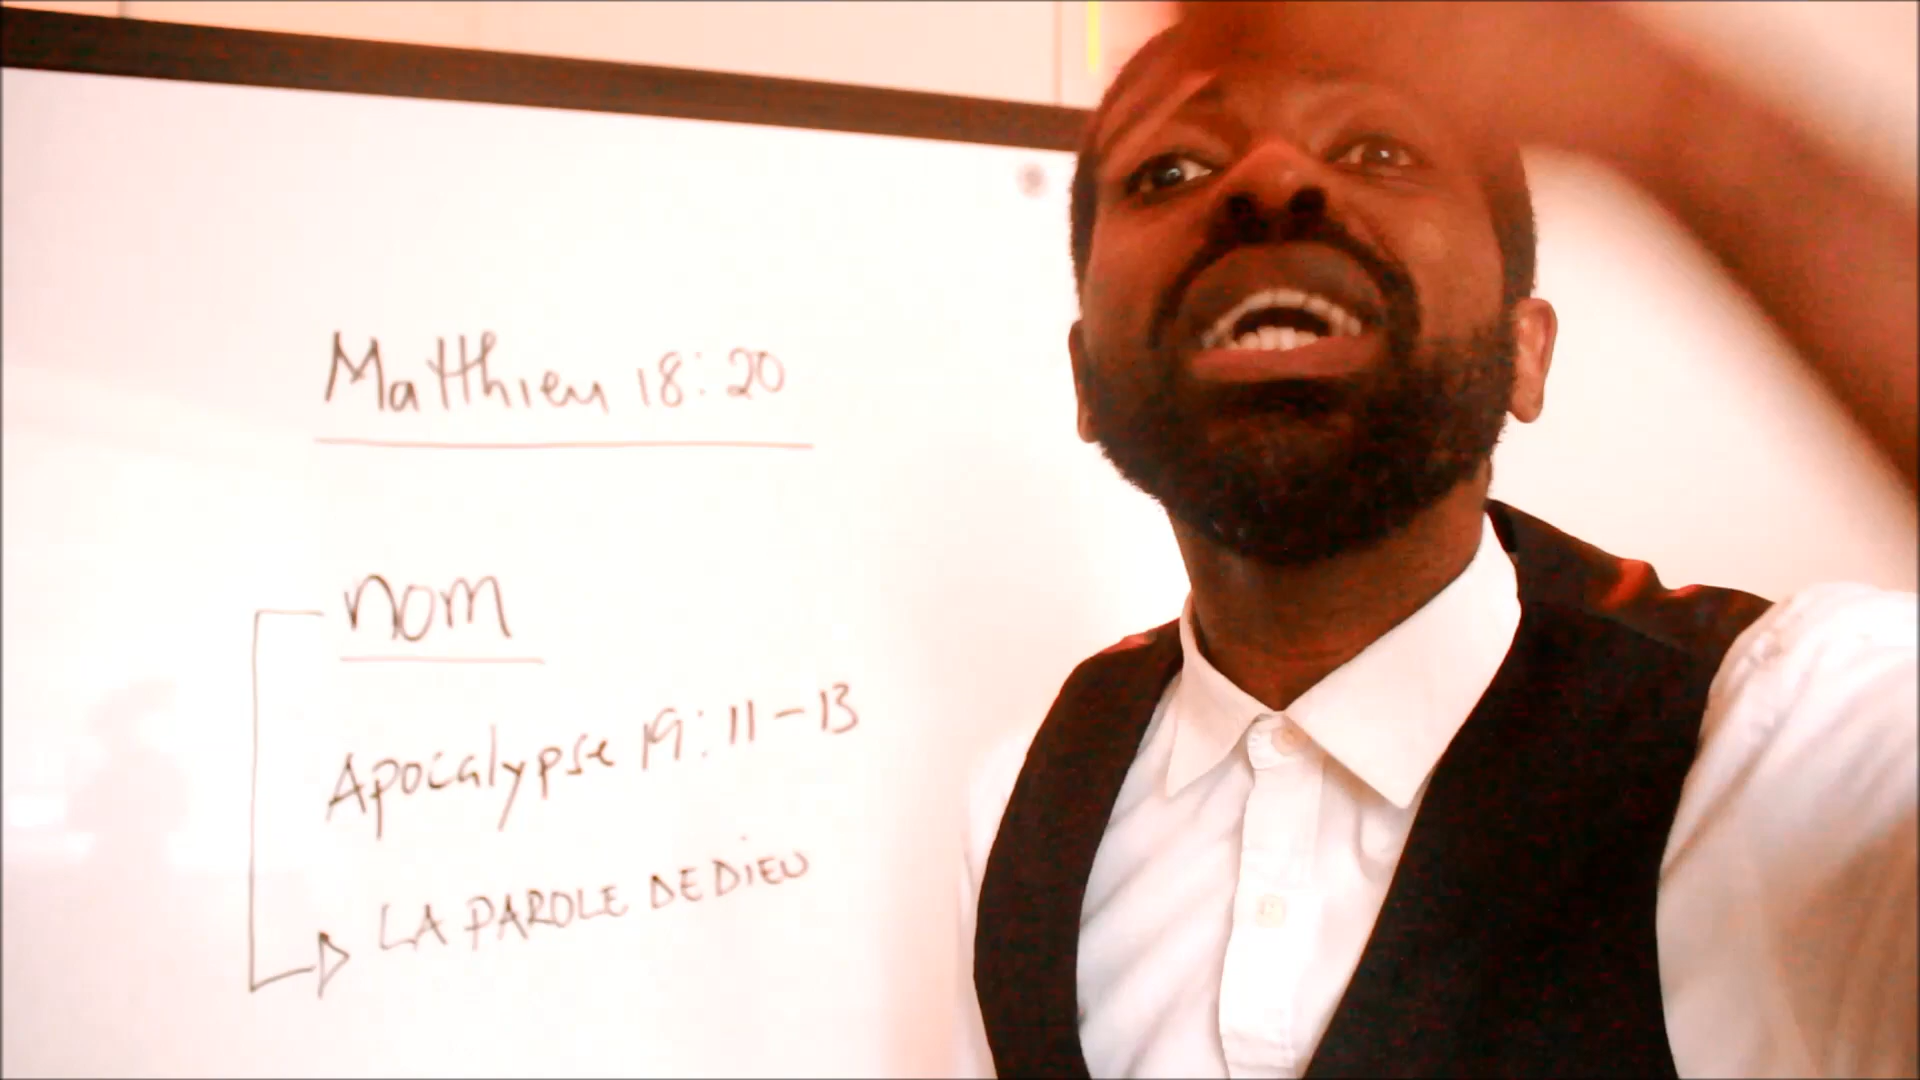 Matthieu 18:20
nom
Apocalypse 19:11-13
LA PAROLE DE DIEU